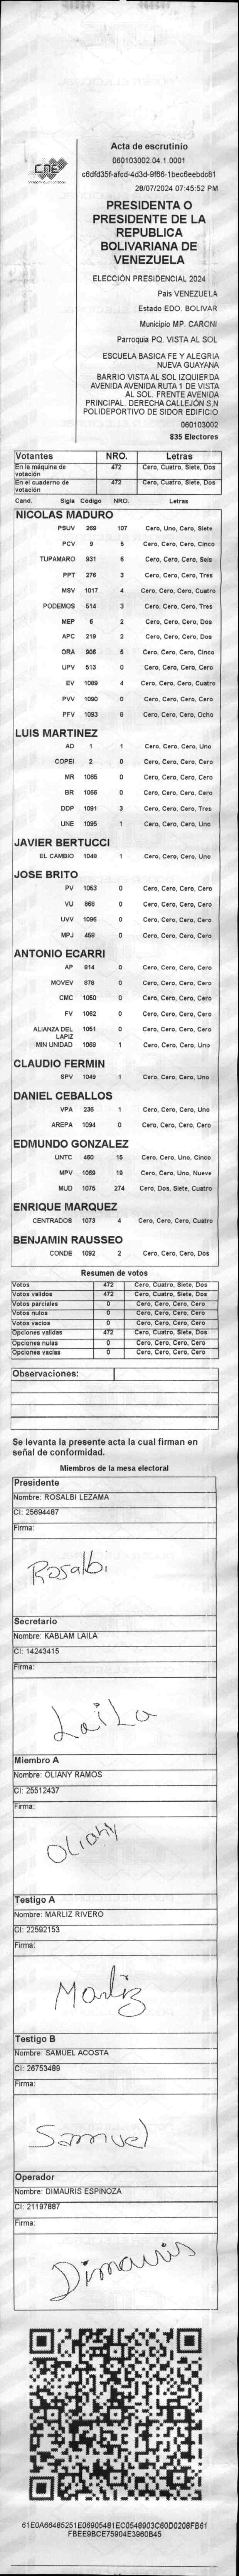 CNE
Acta de escrutinio
060103002.04.1.0001
c6dfd35f-afcd-4d3d-9f66-1bec6eebdc61
28/07/2024 07:45:52 PM
PRESIDENTA O
PRESIDENTE DE LA
REPUBLICA
BOLIVARIANA DE
VENEZUELA
ELECCIÓN PRESIDENCIAL 2024
País VENEZUELA
Estado EDO. BOLIVAR
Municipio MP. CARONI
Parroquia PQ. VISTA AL SOL
ESCUELA BASICA FE Y ALEGRIA
NUEVA GUAYANA
BARRIO VISTA AL SOL IZQUIERDA
AVENIDA AVENIDA RUTA 1 DE VISTA
AL SOL. FRENTE AVENIDA
PRINCIPAL. DERECHA CALLEJÓN S.N
POLIDEPORTIVO DE SIDOR EDIFICIO
060103002
835 Electores
Votantes NRO. Letras
En la máquina de votación 472 Cero, Cuatro, Siete, Dos
En el cuaderno de votación 472 Cero, Cuatro, Siete, Dos
Cand. Sigla Código NRO. Letras
NICOLAS MADURO
PSUV 269 107 Cero, Uno, Cero, Siete
PCV 9 5 Cero, Cero, Cero, Cinco
TUPAMARO 931 6 Cero, Cero, Cero, Seis
PPT 276 3 Cero, Cero, Cero, Tres
MSV 1017 4 Cero, Cero, Cero, Cuatro
PODEMOS 514 3 Cero, Cero, Cero, Tres
MEP 6 2 Cero, Cero, Cero, Dos
APC 219 2 Cero, Cero, Cero, Dos
ORA 906 5 Cero, Cero, Cero, Cinco
UPV 513 0 Cero, Cero, Cero, Cero
EV 1089 4 Cero, Cero, Cero, Cuatro
PVV 1090 0 Cero, Cero, Cero, Cero
PFV 1093 8 Cero, Cero, Cero, Ocho
LUIS MARTINEZ
AD 1 1 Cero, Cero, Cero, Uno
COPEI 2 0 Cero, Cero, Cero, Cero
MR 1065 0 Cero, Cero, Cero, Cero
BR 1066 0 Cero, Cero, Cero, Cero
DDP 1091 3 Cero, Cero, Cero, Tres
UNE 1095 1 Cero, Cero, Cero, Uno
JAVIER BERTUCCI
EL CAMBIO 1048 1 Cero, Cero, Cero, Uno
JOSE BRITO
PV 1053 0 Cero, Cero, Cero, Cero
VU 868 0 Cero, Cero, Cero, Cero
UVV 1096 0 Cero, Cero, Cero, Cero
MPJ 459 0 Cero, Cero, Cero, Cero
ANTONIO ECARRI
AP 814 0 Cero, Cero, Cero, Cero
MOVEV 878 0 Cero, Cero, Cero, Cero
CMC 1050 0 Cero, Cero, Cero, Cero
FV 1062 0 Cero, Cero, Cero, Cero
ALIANZA DEL LAPIZ 1051 0 Cero, Cero, Cero, Cero
MIN UNIDAD 1068 1 Cero, Cero, Cero, Uno
CLAUDIO FERMIN
SPV 1049 1 Cero, Cero, Cero, Uno
DANIEL CEBALLOS
VPA 236 1 Cero, Cero, Cero, Uno
AREPA 1094 0 Cero, Cero, Cero, Cero
EDMUNDO GONZALEZ
UNTC 460 15 Cero, Cero, Uno, Cinco
MPV 1069 19 Cero, Cero, Uno, Nueve
MUD 1075 274 Cero, Dos, Siete, Cuatro
ENRIQUE MARQUEZ
CENTRADOS 1073 4 Cero, Cero, Cero, Cuatro
BENJAMIN RAUSSEO
CONDE 1092 2 Cero, Cero, Cero, Dos
Resumen de votos
Votos 472 Cero, Cuatro, Siete, Dos
Votos validos 472 Cero, Cuatro, Siete, Dos
Votos parciales 0 Cero, Cero, Cero, Cero
Votos nulos 0 Cero, Cero, Cero, Cero
Votos vacios 0 Cero, Cero, Cero, Cero
Opciones validas 472 Cero, Cuatro, Siete, Dos
Opciones nulas 0 Cero, Cero, Cero, Cero
Opciones vacias 0 Cero, Cero, Cero, Cero
Observaciones:
Se levanta la presente acta la cual firman en
señal de conformidad.
Miembros de la mesa electoral
Presidente
Nombre: ROSALBI LEZAMA
CI: 25694487
Firma:
Rosalbi
Secretario
Nombre: KABLAM LAILA
CI: 14243415
Firma:
Laila
Miembro A
Nombre: OLIANY RAMOS
CI: 25512437
Firma:
Oliany
Testigo A
Nombre: MARLIZ RIVERO
CI: 22592153
Firma:
Marliz
Testigo B
Nombre: SAMUEL ACOSTA
CI: 26753489
Firma:
Samuel
Operador
Nombre: DIMAURIS ESPINOZA
CI: 21197887
Firma:
Dimauris
61E0A66485251E06905481EC0548903C60D0208FB61
FBEE9BCE75904E3960B45